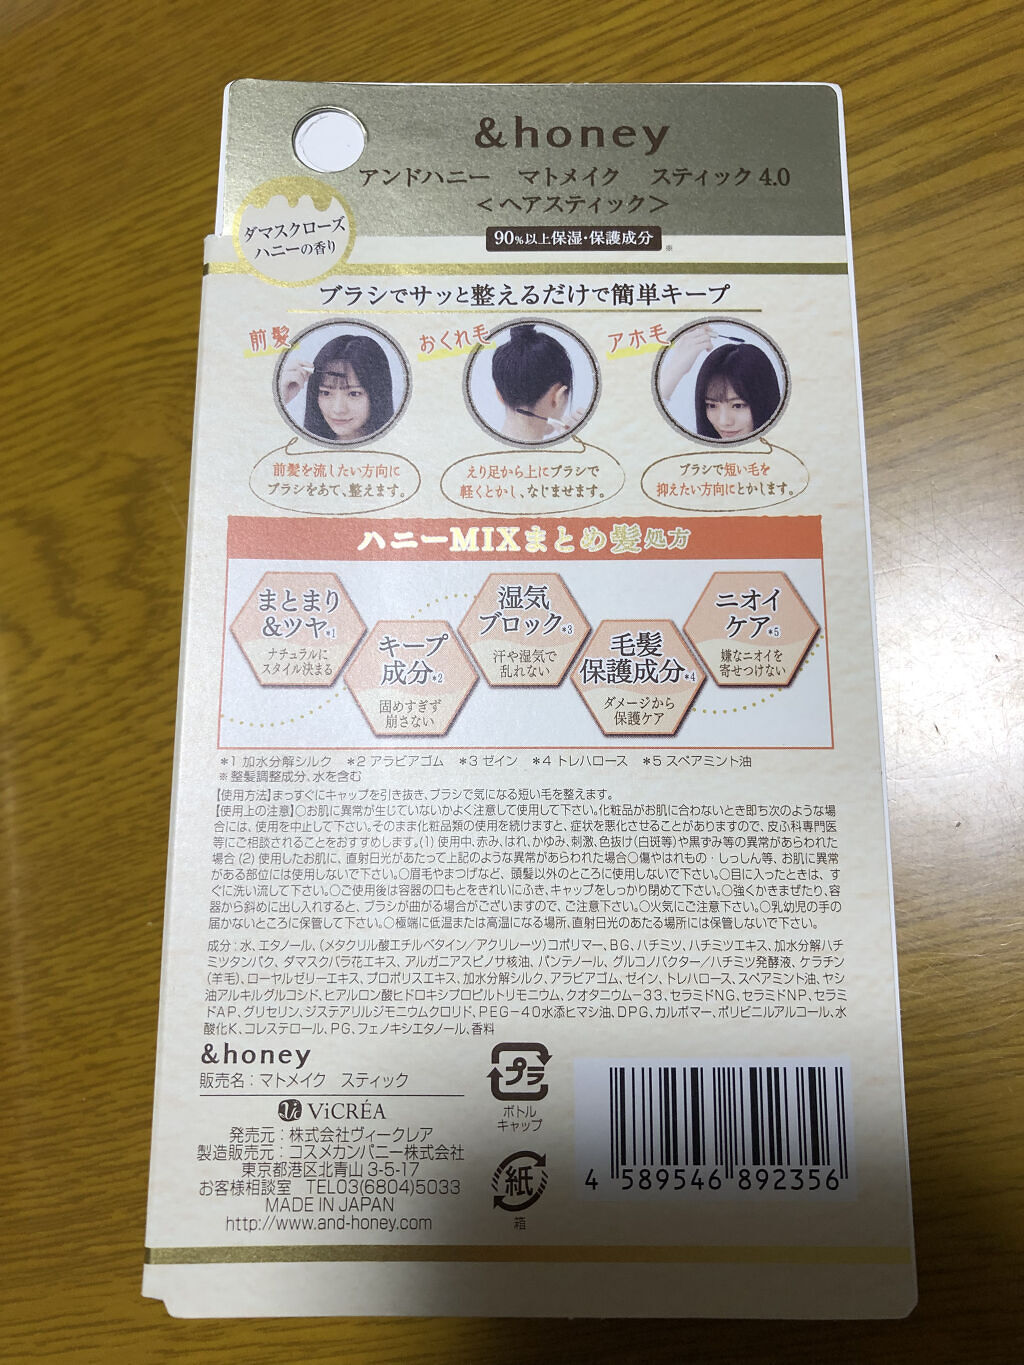 &honey
アンドハニー　マトメイク　スティック 4.0
＜ヘアスティック＞
ダマスクローズ
ハニーの香り
90%以上保湿・保護成分※
ブラシでサッと整えるだけで簡単キープ
前髪
おくれ毛
アホ毛
前髪を流したい方向に
ブラシをあて、整えます。
えり足から上にブラシで
軽くとかし、なじませます。
ブラシで短い毛を
抑えたい方向にとかします。
ハニーMIXまとめ髪処方
まとまり
&ツヤ*1
ナチュラルに
スタイル決まる
キープ
成分*2
固めすぎず
崩さない
湿気
ブロック*3
汗や湿気で
乱れない
毛髪
保護成分*4
ダメージから
保護ケア
ニオイ
ケア*5
嫌なニオイを
寄せつけない
*1 加水分解シルク　*2 アラビアゴム　*3 ゼイン　*4 トレハロース　*5 スペアミント油
※整髪調整成分、水を含む
【使用方法】まっすぐにキャップを引き抜き、ブラシで気になる短い毛を整えます。
【使用上の注意】○お肌に異常が生じていないかよく注意して使用して下さい。化粧品がお肌に合わないとき即ち次のような場
合には、使用を中止して下さい。そのまま化粧品類の使用を続けますと、症状を悪化させることがありますので、皮ふ科専門医
等にご相談されることをおすすめします。(1) 使用中、赤み、はれ、かゆみ、刺激、色抜け(白斑等)や黒ずみ等の異常があらわれた
場合 (2) 使用したお肌に、直射日光があたって上記のような異常があらわれた場合○傷やはれもの・しっしん等、お肌に異常
がある部位には使用しないで下さい。○眉毛やまつげなど、頭髪以外のところに使用しないで下さい。○目に入ったときは、す
ぐに洗い流して下さい。○ご使用後は容器の口もとをきれいにふき、キャップをしっかり閉めて下さい。○強くかきまぜたり、容
器から斜めに出し入れすると、ブラシが曲がる場合がございますので、ご注意下さい。○火気にご注意下さい。○乳幼児の手の
届かないところに保管して下さい。○極端に低温または高温になる場所、直射日光のあたる場所には保管しないで下さい。
成分：水、エタノール、(メタクリル酸エチルベタイン／アクリレーツ)コポリマー、BG、ハチミツ、ハチミツエキス、加水分解ハチ
ミツタンパク、ダマスクバラ花エキス、アルガニアスピノサ核油、パンテノール、グルコノバクター／ハチミツ発酵液、ケラチン
(羊毛)、ローヤルゼリーエキス、プロポリスエキス、加水分解シルク、アラビアゴム、ゼイン、トレハロース、スペアミント油、ヤシ
油アルキルグルコシド、ヒアルロン酸ヒドロキシプロピルトリモニウム、クオタニウム-33、セラミドNG、セラミドNP、セラミ
ドAP、グリセリン、ジステアリルジモニウムクロリド、PEG-40水添ヒマシ油、DPG、カルボマー、ポリビニルアルコール、水
酸化K、コレステロール、PG、フェノキシエタノール、香料
&honey
販売名：マトメイク　スティック
Vc ViCRÉA
発売元：株式会社ヴィークレア
製造販売元：コスメカンパニー株式会社
東京都港区北青山 3-5-17
お客様相談室　TEL03(6804)5033
MADE IN JAPAN
http://www.and-honey.com
プラ
ボトル
キャップ
紙
箱
4 589546 892356